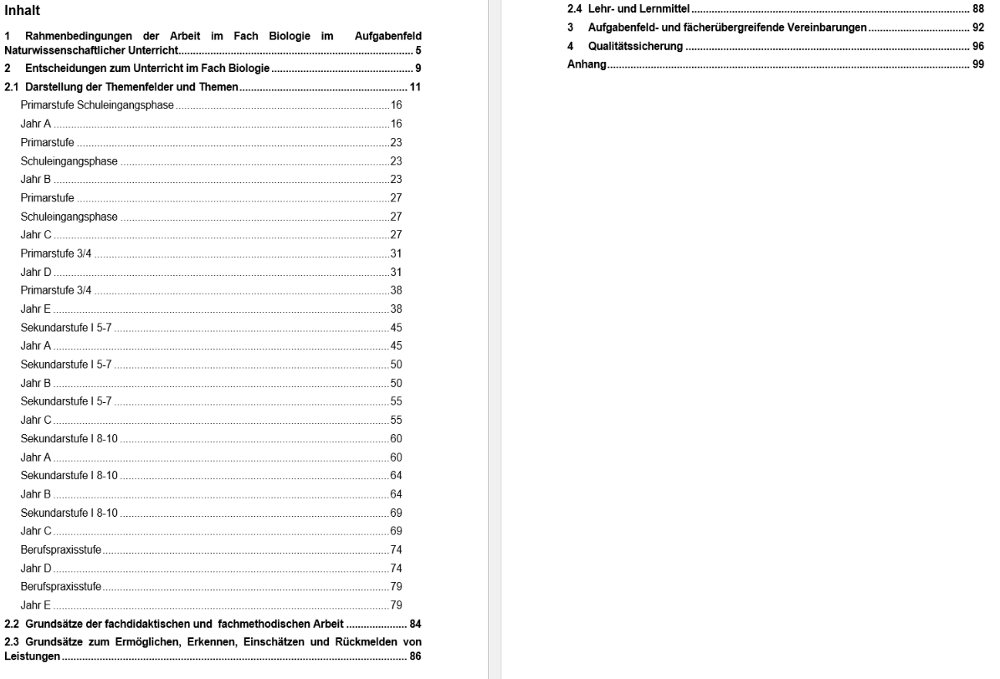 Inhalt
1 Rahmenbedingungen der Arbeit im Fach Biologie im Aufgabenfeld
Naturwissenschaftlicher Unterricht 5
2 Entscheidungen zum Unterricht im Fach Biologie 9
2.1 Darstellung der Themenfelder und Themen 11
Primarstufe Schuleingangsphase 16
Jahr A 16
Primarstufe 23
Schuleingangsphase 23
Jahr B 23
Primarstufe 27
Schuleingangsphase 27
Jahr C 27
Primarstufe 3/4 31
Jahr D 31
Primarstufe 3/4 38
Jahr E 38
Sekundarstufe I 5-7 45
Jahr A 45
Sekundarstufe I 5-7 50
Jahr B 50
Sekundarstufe I 5-7 55
Jahr C 55
Sekundarstufe I 8-10 60
Jahr A 60
Sekundarstufe I 8-10 64
Jahr B 64
Sekundarstufe I 8-10 69
Jahr C 69
Berufspraxisstufe 74
Jahr D 74
Berufspraxisstufe 79
Jahr E 79
2.2 Grundsätze der fachdidaktischen und fachmethodischen Arbeit 84
2.3 Grundsätze zum Ermöglichen, Erkennen, Einschätzen und Rückmelden von
Leistungen 86
2.4 Lehr- und Lernmittel 88
3 Aufgabenfeld- und fächerübergreifende Vereinbarungen 92
4 Qualitätssicherung 96
Anhang 99